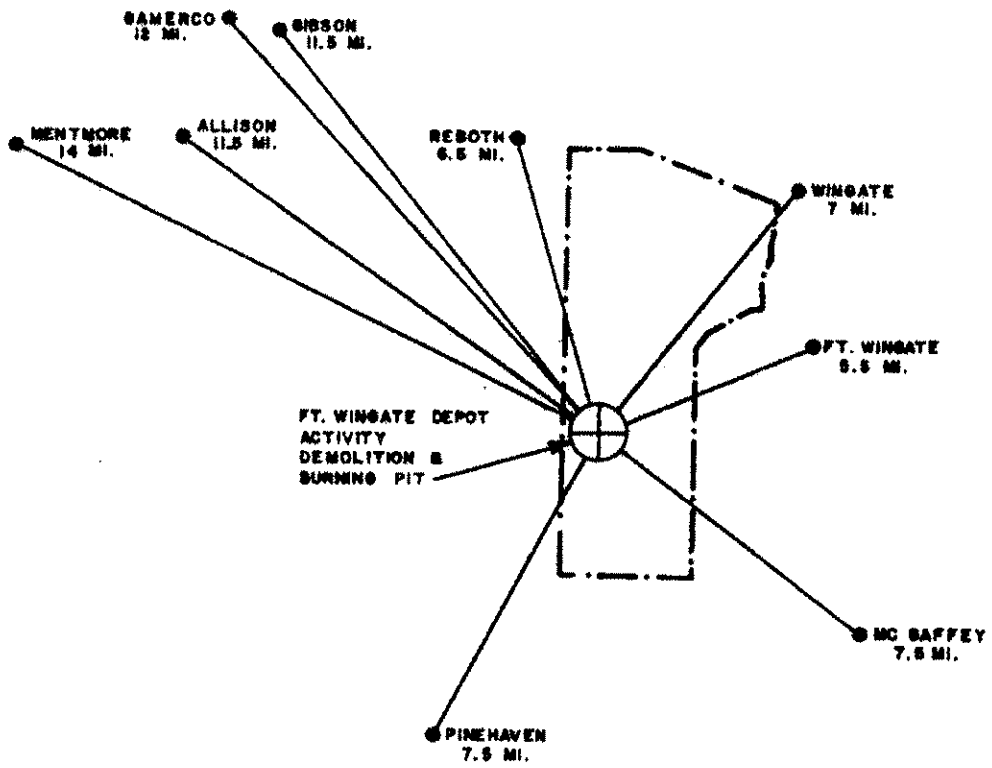 GAMERCO
12 MI.
GIBSON
11.5 MI.
MENTMORE
14 MI.
ALLISON
11.5 MI.
REBOTH
6.5 MI.
WINGATE
7 MI.
FT. WINGATE
5.5 MI.
FT. WINGATE DEPOT
ACTIVITY
DEMOLITION &
BURNING PIT
MC GAFFEY
7.5 MI.
PINEHAVEN
7.5 MI.